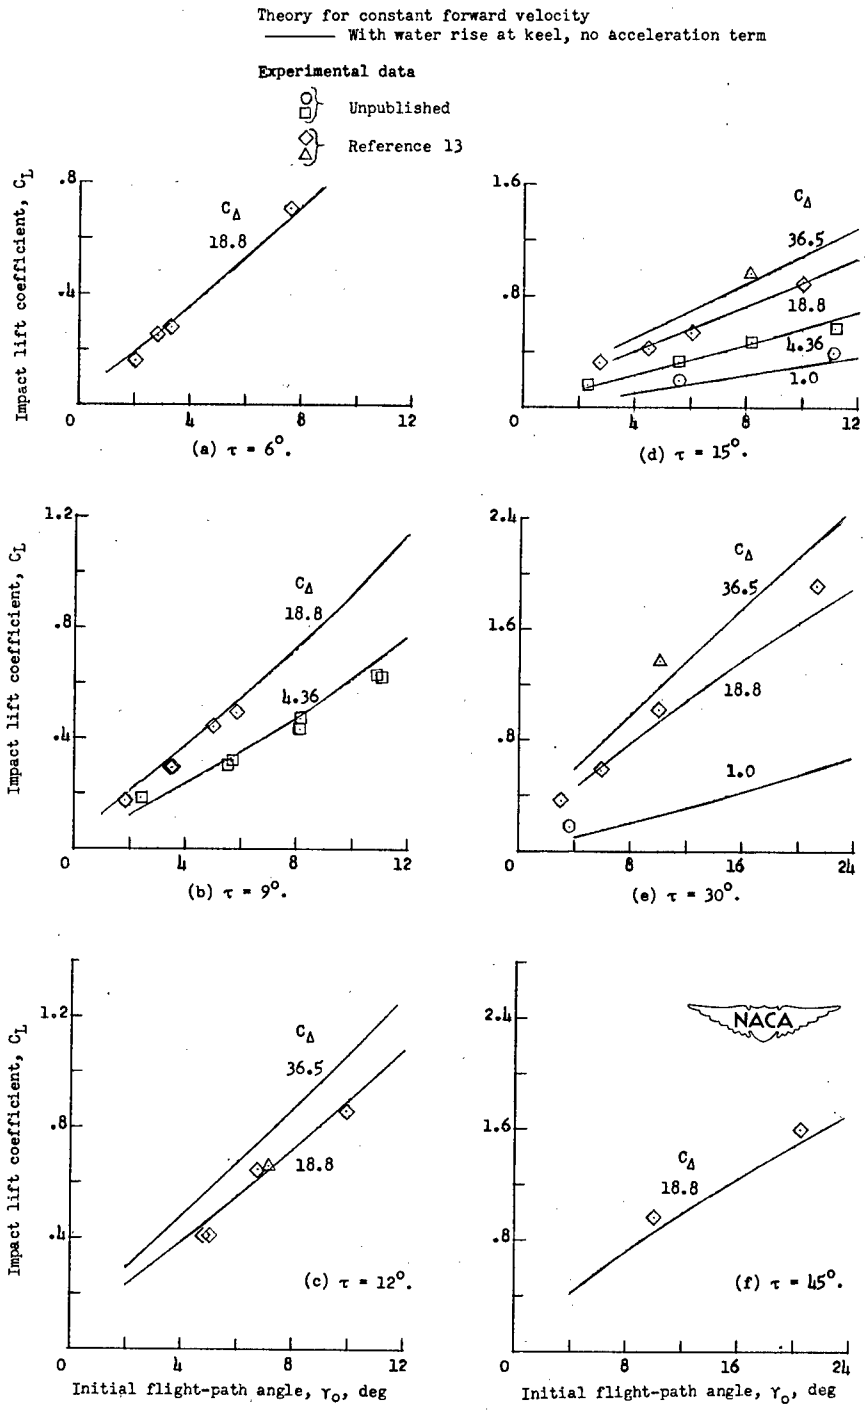 Theory for constant forward velocity
With water rise at keel, no acceleration term
Experimental data
Unpublished
Reference 13
Impact lift coefficient, C_L
.8
.4
0
4
8
12
C_Δ
18.8
(a) τ = 6°.
1.6
.8
0
4
8
12
C_Δ
36.5
18.8
4.36
1.0
(d) τ = 15°.
Impact lift coefficient, C_L
1.2
.8
.4
0
4
8
12
C_Δ
18.8
4.36
(b) τ = 9°.
2.4
1.6
.8
0
8
16
24
C_Δ
36.5
18.8
1.0
(e) τ = 30°.
Impact lift coefficient, C_L
1.2
.8
.4
0
4
8
12
C_Δ
36.5
18.8
(c) τ = 12°.
Initial flight-path angle, γ_o, deg
2.4
1.6
.8
0
8
16
24
NACA
C_Δ
18.8
(f) τ = 45°.
Initial flight-path angle, γ_o, deg